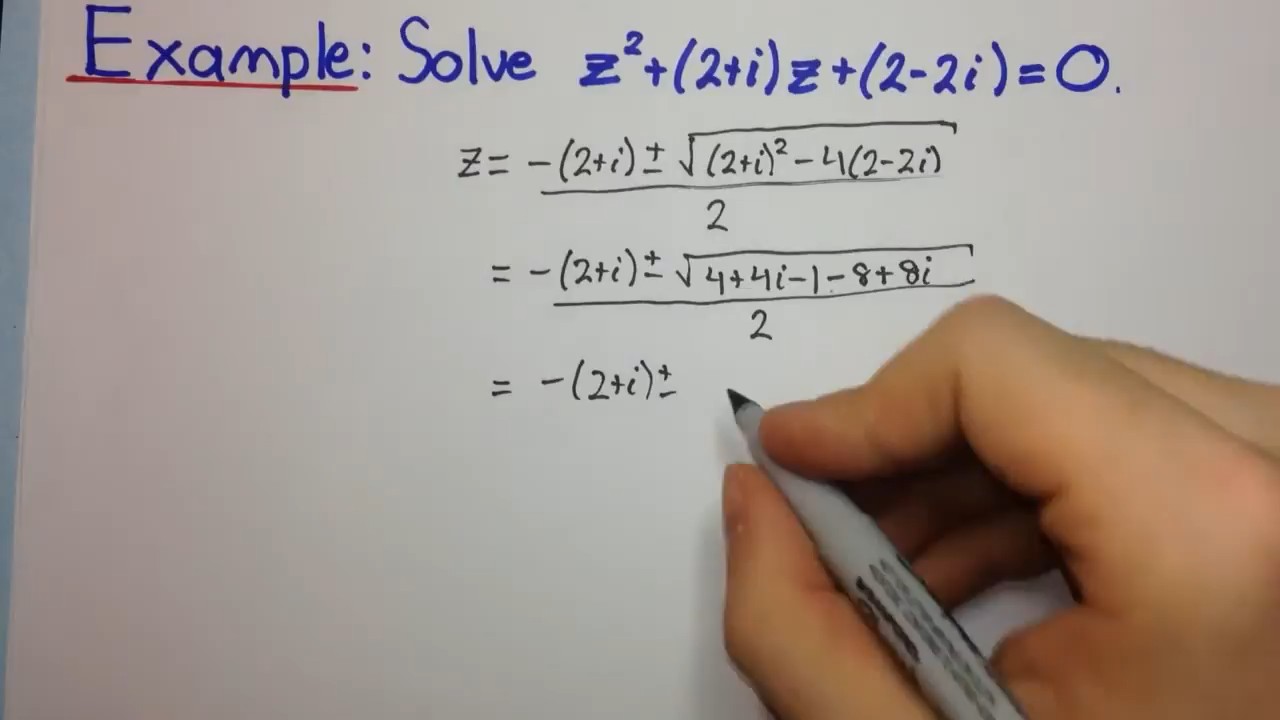 Example: Solve z²+(2+i)z+(2-2i)=0.
z= -(2+i)±√(2+i)²-4(2-2i)
2
= -(2+i)±√4+4i-1-8+8i
2
= -(2+i)±